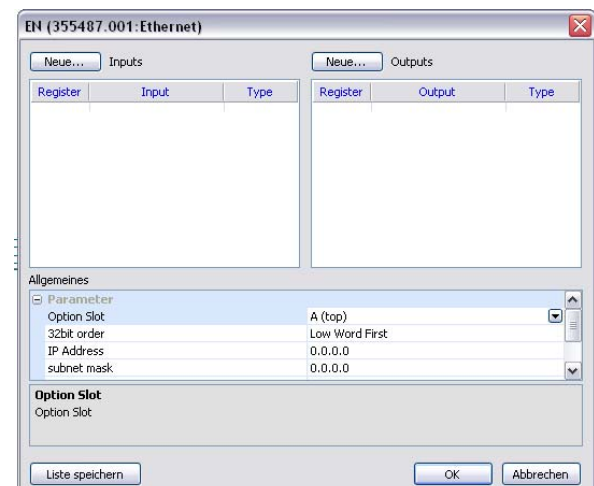 EN (355487.001:Ethernet)
Neue... Inputs
Neue... Outputs
Register Input Type
Register Output Type
Allgemeines
Parameter
Option Slot A (top)
32bit order Low Word First
IP Address 0.0.0.0
subnet mask 0.0.0.0
Option Slot
Option Slot
Liste speichern OK Abbrechen